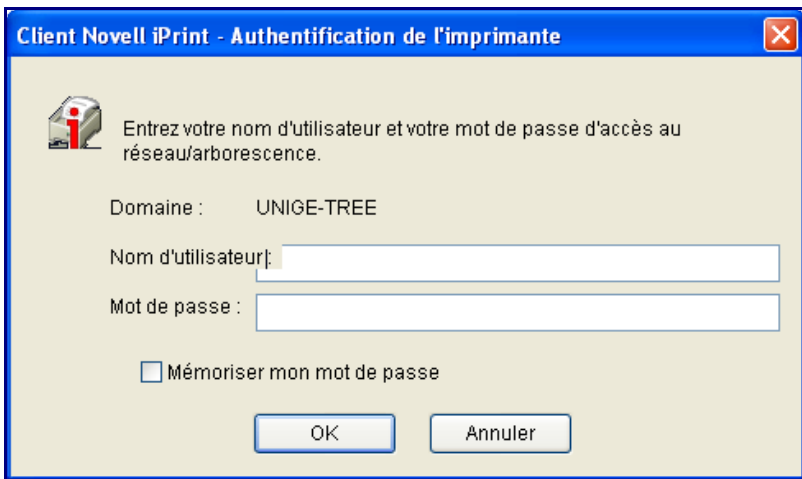 Client Novell iPrint - Authentification de l'imprimante
Entrez votre nom d'utilisateur et votre mot de passe d'accès au
réseau/arborescence.
Domaine : UNIGE-TREE
Nom d'utilisateur :
Mot de passe :
Mémoriser mon mot de passe
OK Annuler